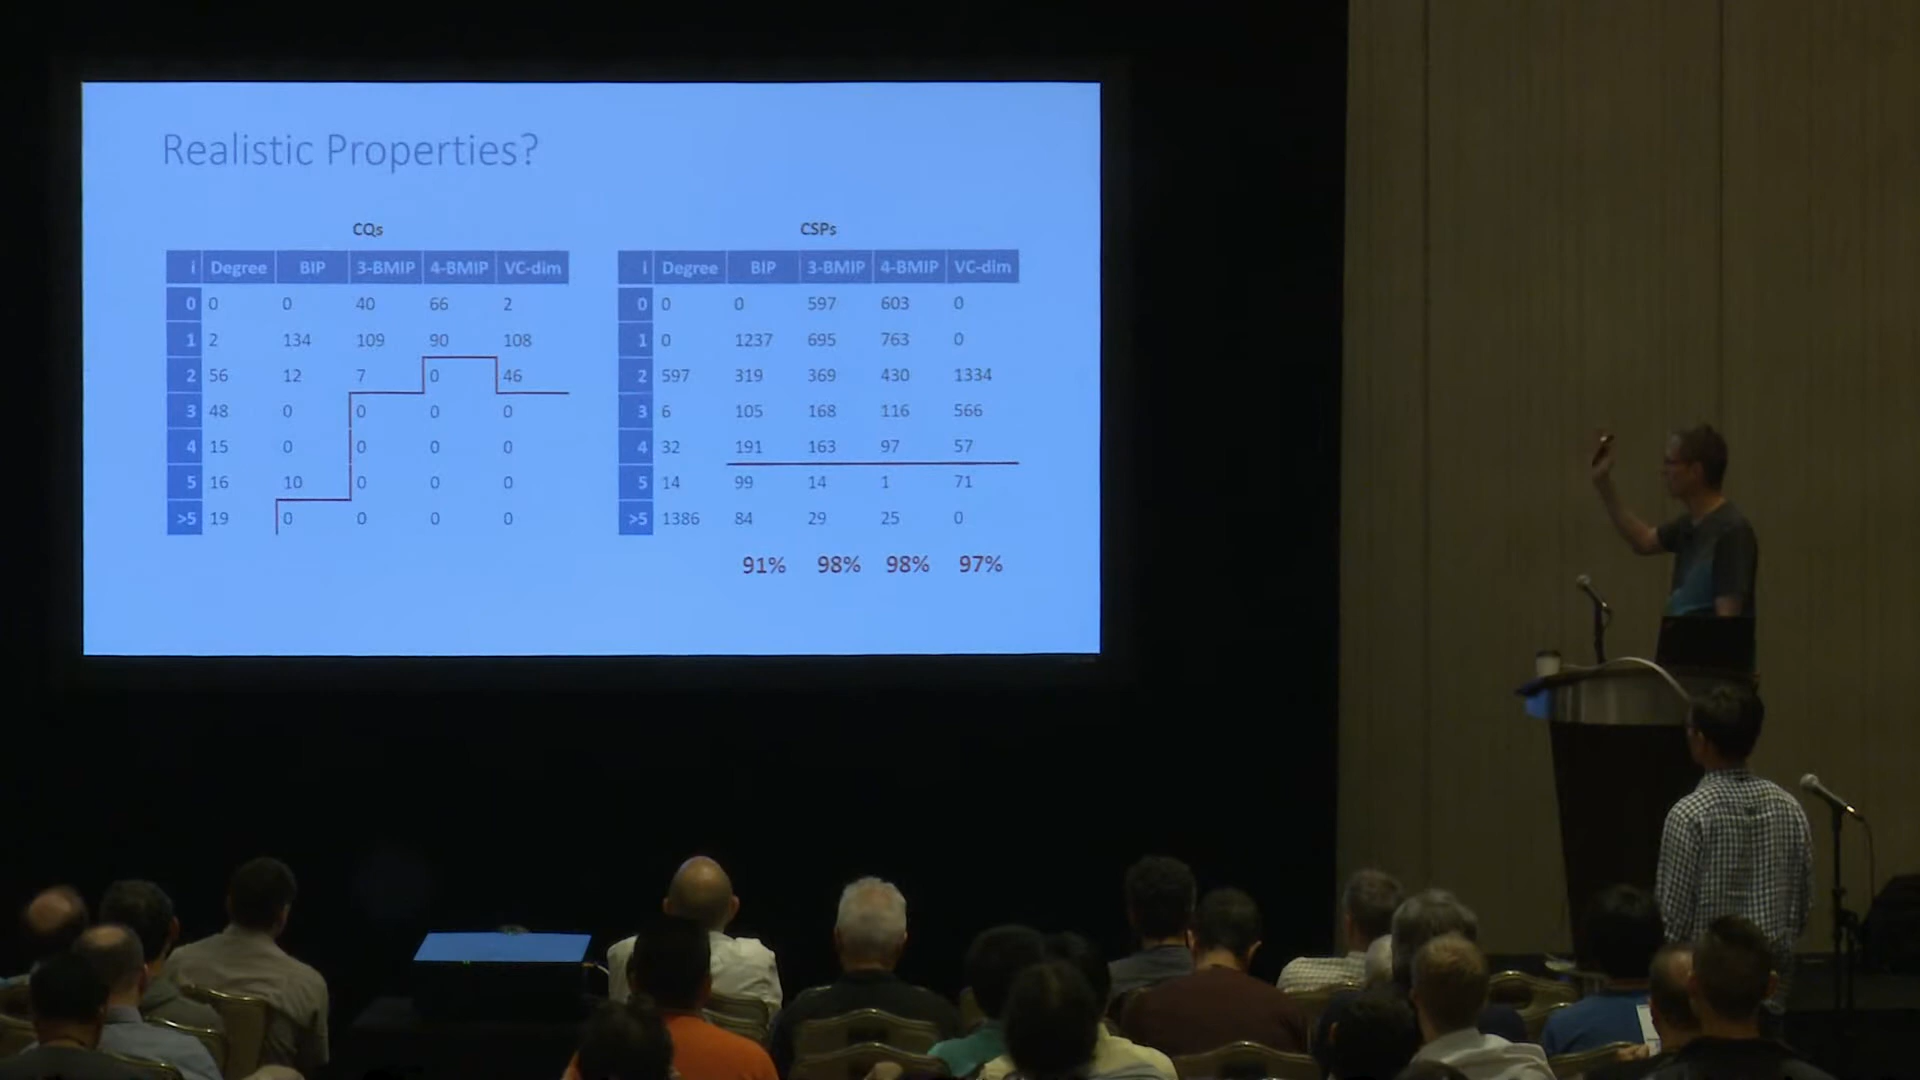 Realistic Properties?
CQs
i Degree BIP 3-BMIP 4-BMIP VC-dim
0 0 0 40 66 2
1 2 134 109 90 108
2 56 12 7 0 46
3 48 0 0 0 0
4 15 0 0 0 0
5 16 10 0 0 0
>5 19 0 0 0 0
CSPs
i Degree BIP 3-BMIP 4-BMIP VC-dim
0 0 0 597 603 0
1 0 1237 695 763 0
2 597 319 369 430 1334
3 6 105 168 116 566
4 32 191 163 97 57
5 14 99 14 1 71
>5 1386 84 29 25 0
91% 98% 98% 97%